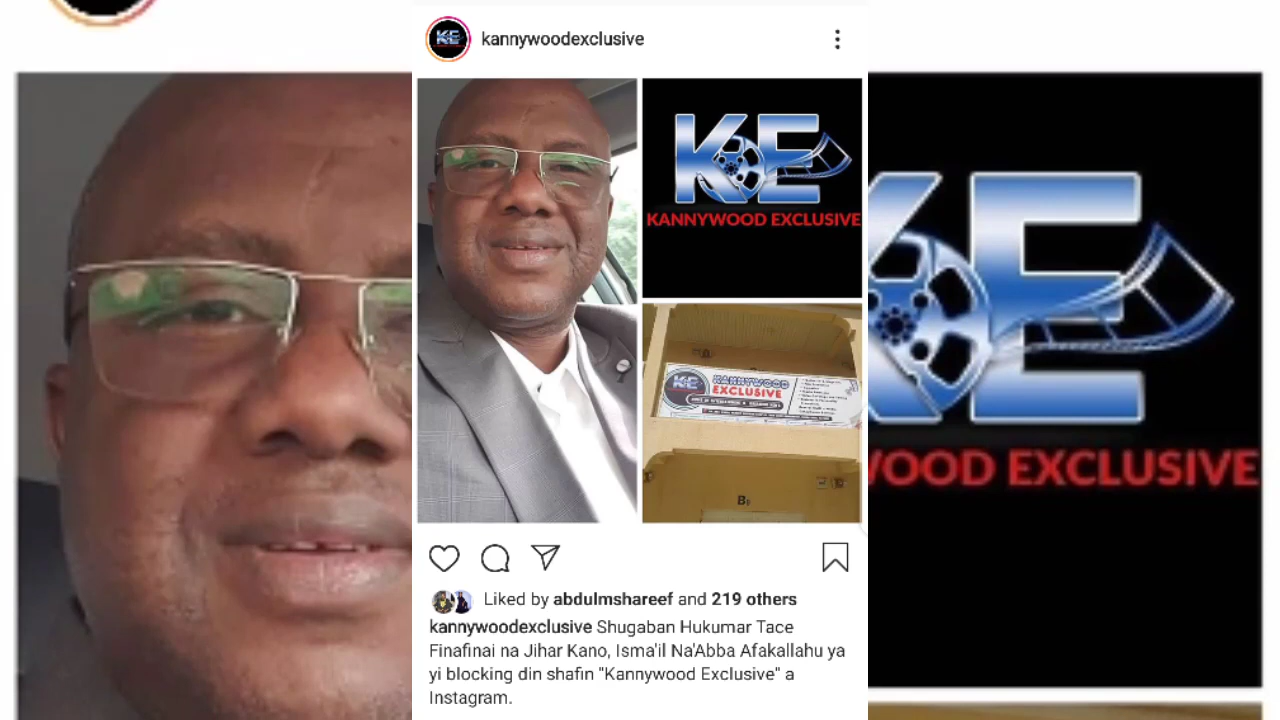 KE
kannywoodexclusive
KE
KANNYWOOD EXCLUSIVE
KE
KANNYWOOD
EXCLUSIVE
Liked by abdulmshareef and 219 others
kannywoodexclusive Shugaban Hukumar Tace
Finafinai na Jihar Kano, Isma'il Na'Abba Afakallahu ya
yi blocking din shafin "Kannywood Exclusive" a
Instagram.
E
WOOD EXCLUSIVE